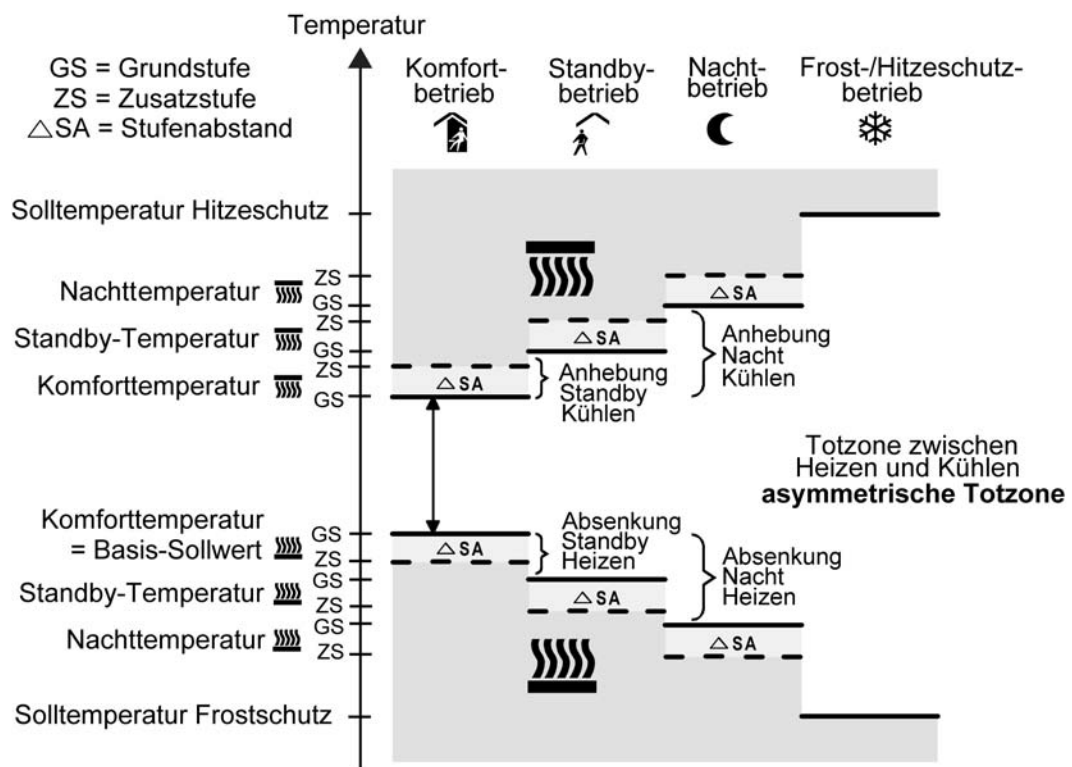 Temperatur
GS = Grundstufe
ZS = Zusatzstufe
△SA = Stufenabstand
Komfort-
betrieb
Standby-
betrieb
Nacht-
betrieb
Frost-/Hitzeschutz-
betrieb
Solltemperatur Hitzeschutz
Nachttemperatur
ZS
GS
△SA
Standby-Temperatur
ZS
GS
△SA
Komforttemperatur
ZS
GS
△SA
Anhebung
Standby
Kühlen
Anhebung
Nacht
Kühlen
Totzone zwischen
Heizen und Kühlen
asymmetrische Totzone
Komforttemperatur
= Basis-Sollwert
GS
ZS
△SA
Absenkung
Standby
Heizen
Absenkung
Nacht
Heizen
Standby-Temperatur
GS
ZS
△SA
Nachttemperatur
GS
ZS
△SA
Solltemperatur Frostschutz